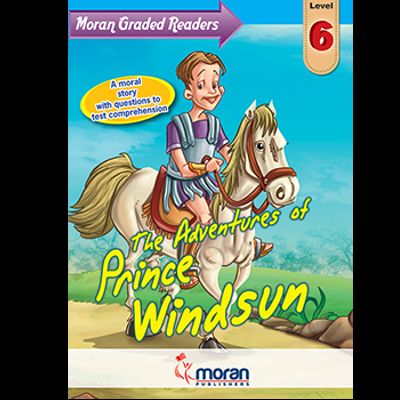 Moran Graded Readers
Level
6
A moral
story
with questions to
test comprehension
The Adventures of
Prince
Windsun
moran
PUBLISHERS